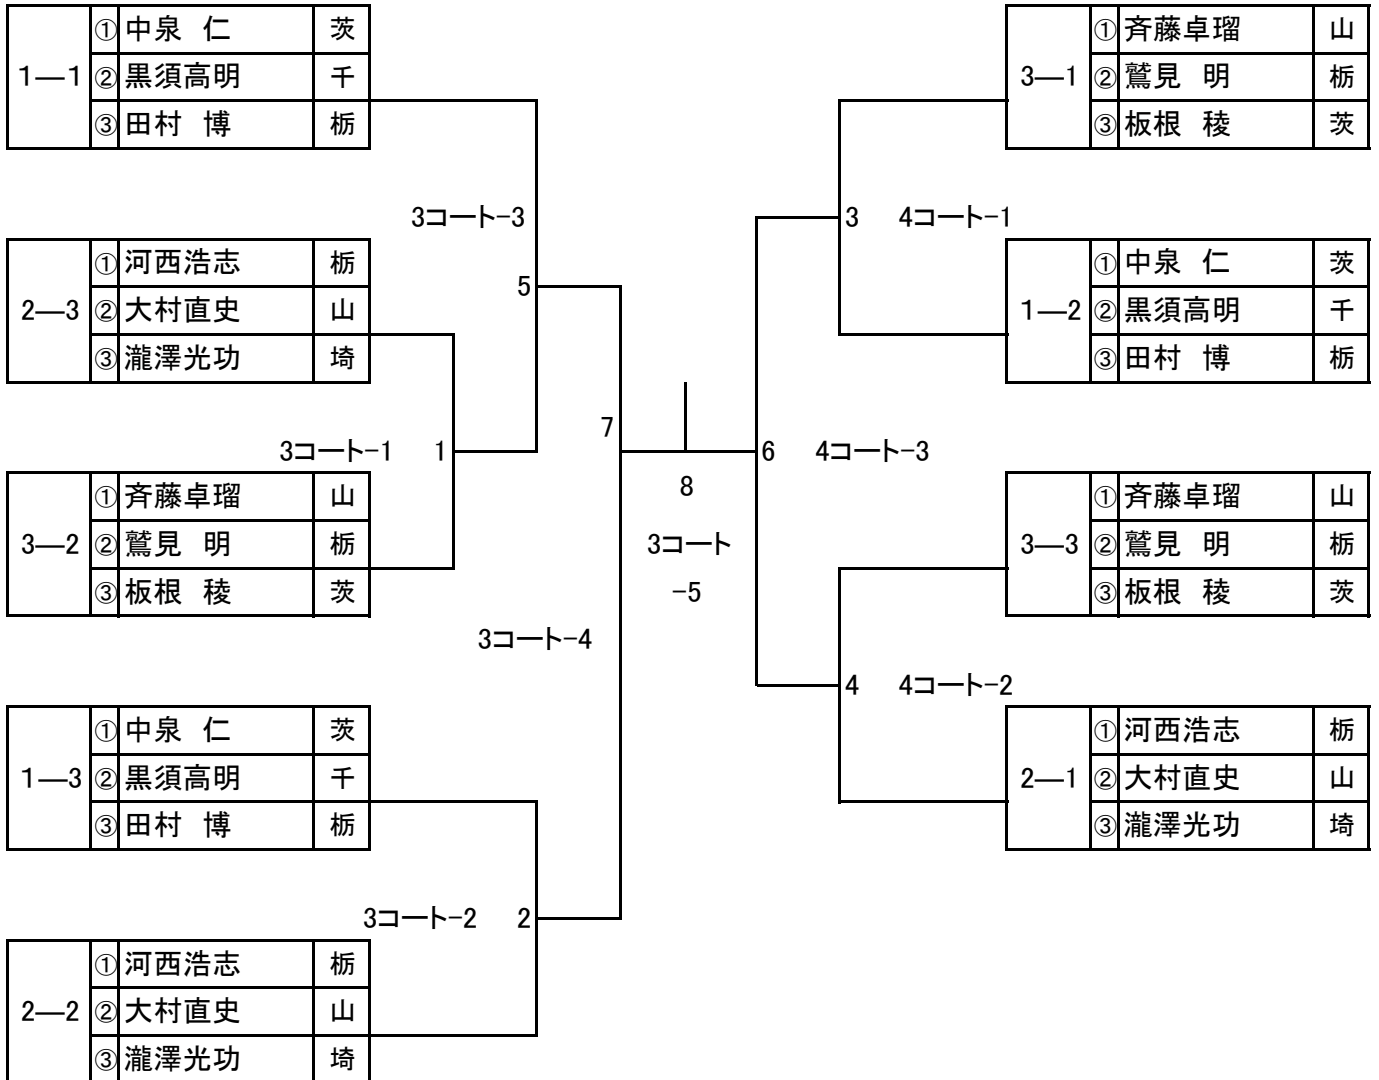 1―1
①中泉　仁　茨
②黒須高明　千
③田村　博　栃
3コート-3
5
2―3
①河西浩志　栃
②大村直史　山
③瀧澤光功　埼
3コート-1　1
3―2
①斉藤卓瑠　山
②鷲見　明　栃
③板根　稜　茨
7
3コート-4
1―3
①中泉　仁　茨
②黒須高明　千
③田村　博　栃
3コート-2　2
2―2
①河西浩志　栃
②大村直史　山
③瀧澤光功　埼
8
3コート
-5
3―1
①斉藤卓瑠　山
②鷲見　明　栃
③板根　稜　茨
3　4コート-1
1―2
①中泉　仁　茨
②黒須高明　千
③田村　博　栃
6　4コート-3
3―3
①斉藤卓瑠　山
②鷲見　明　栃
③板根　稜　茨
4　4コート-2
2―1
①河西浩志　栃
②大村直史　山
③瀧澤光功　埼